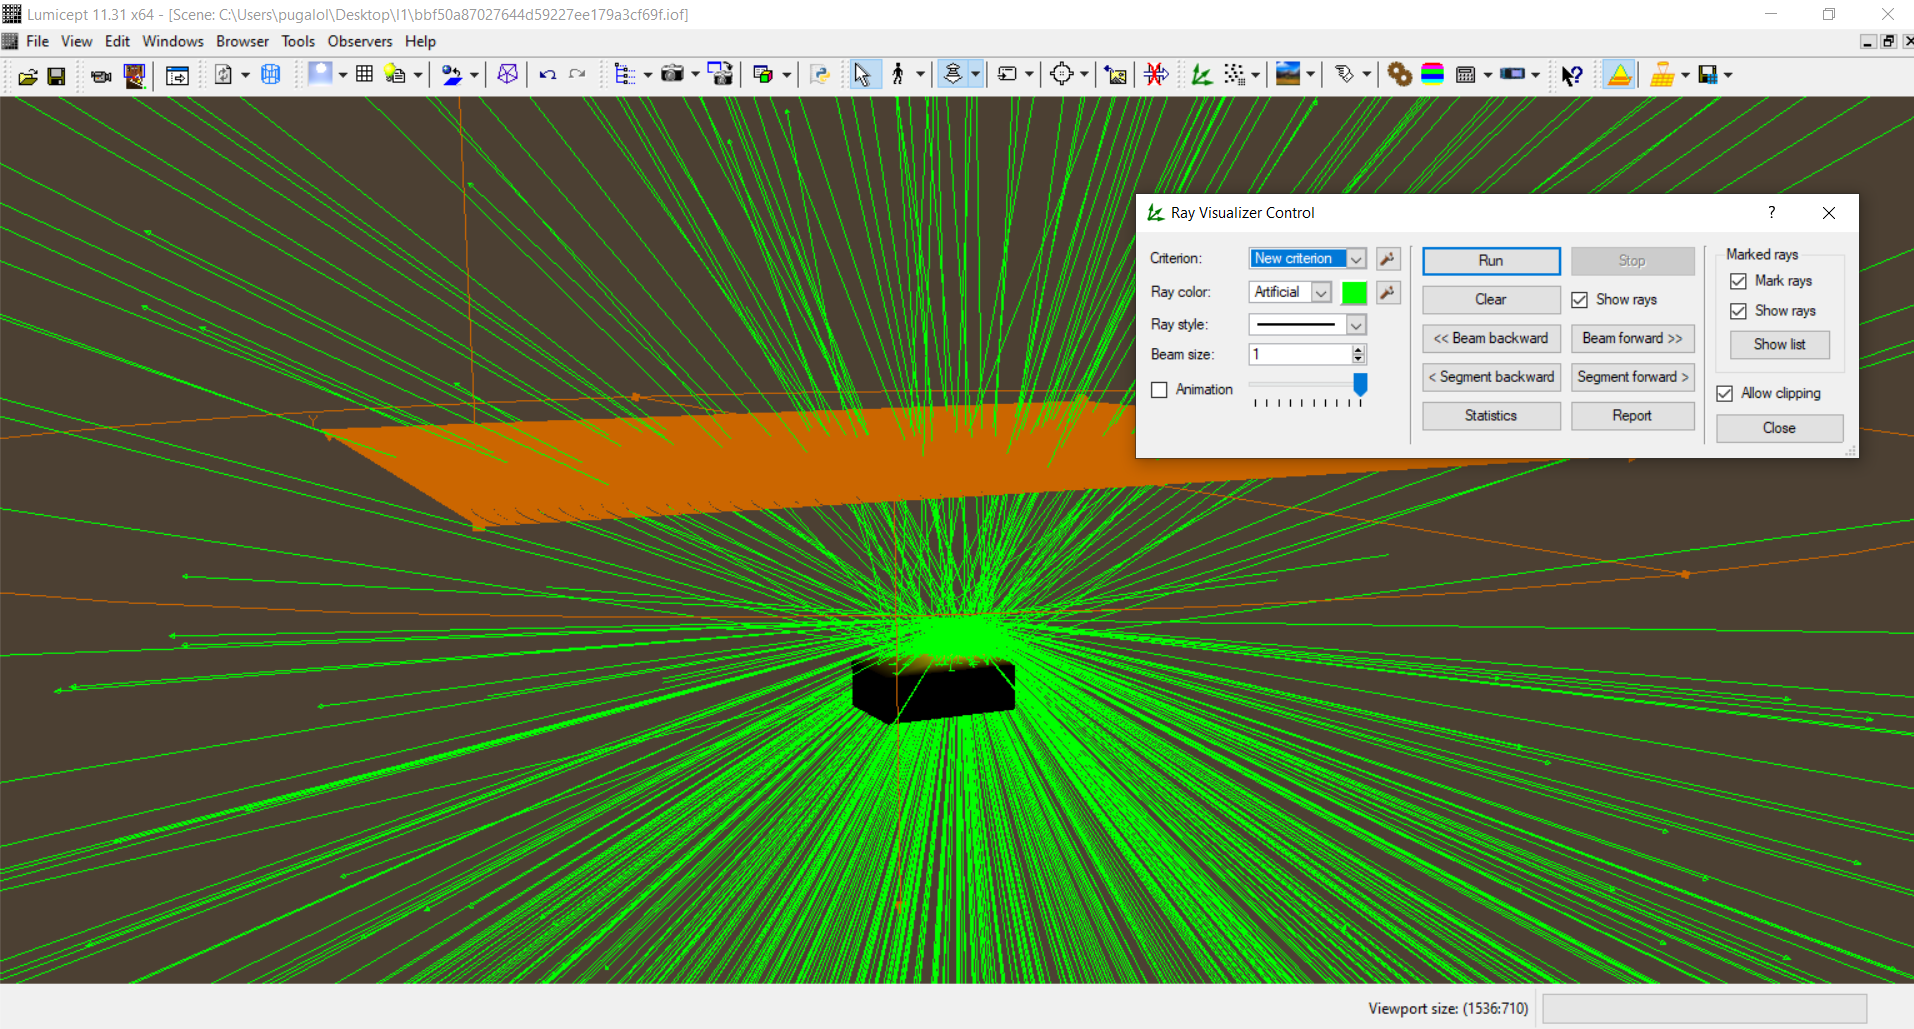 Lumicept 11.31 x64 - [Scene: C:\Users\pugalol\Desktop\l1\bbf50a87027644d59227ee179a3cf69f.iof]
File View Edit Windows Browser Tools Observers Help
Ray Visualizer Control
Criterion: New criterion
Ray color: Artificial
Ray style:
Beam size: 1
Animation
Run Stop
Clear Show rays
<< Beam backward Beam forward >>
< Segment backward Segment forward >
Statistics Report
Marked rays
Mark rays
Show rays
Show list
Allow clipping
Close
Y
Viewport size: (1536:710)